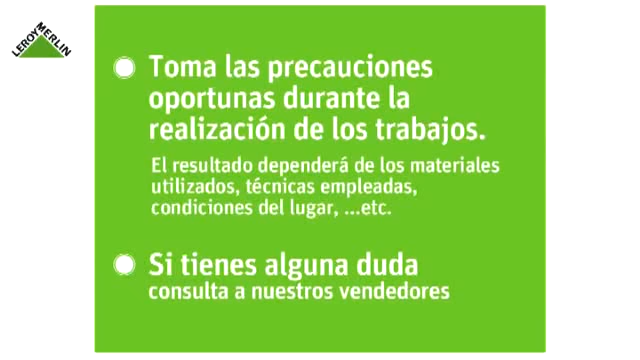 LEROY MERLIN
Toma las precauciones
oportunas durante la
realización de los trabajos.
El resultado dependerá de los materiales
utilizados, técnicas empleadas,
condiciones del lugar, ...etc.
Si tienes alguna duda
consulta a nuestros vendedores